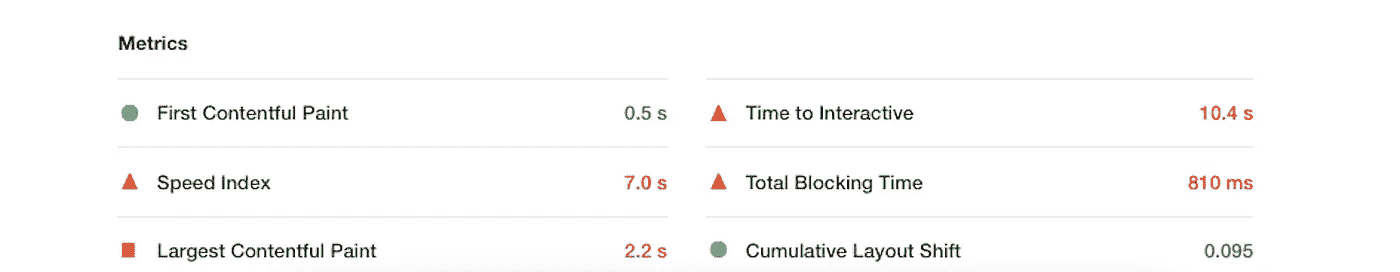 Metrics
First Contentful Paint 0.5 s
Time to Interactive 10.4 s
Speed Index 7.0 s
Total Blocking Time 810 ms
Largest Contentful Paint 2.2 s
Cumulative Layout Shift 0.095